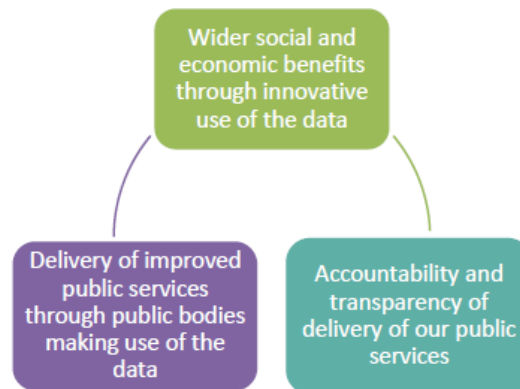 Wider social and
economic benefits
through innovative
use of the data
Delivery of improved
public services
through public bodies
making use of the
data
Accountability and
transparency of
delivery of our public
services